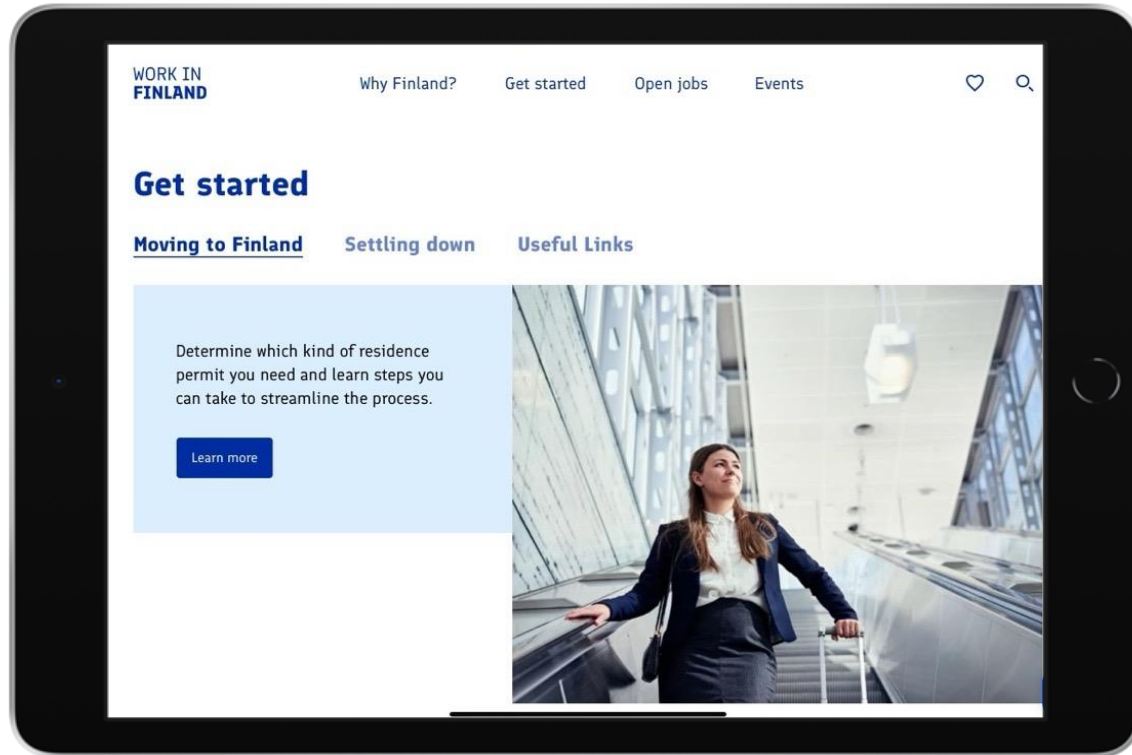 WORK IN
FINLAND
Why Finland? Get started Open jobs Events
Get started
Moving to Finland Settling down Useful Links
Determine which kind of residence
permit you need and learn steps you
can take to streamline the process.
Learn more